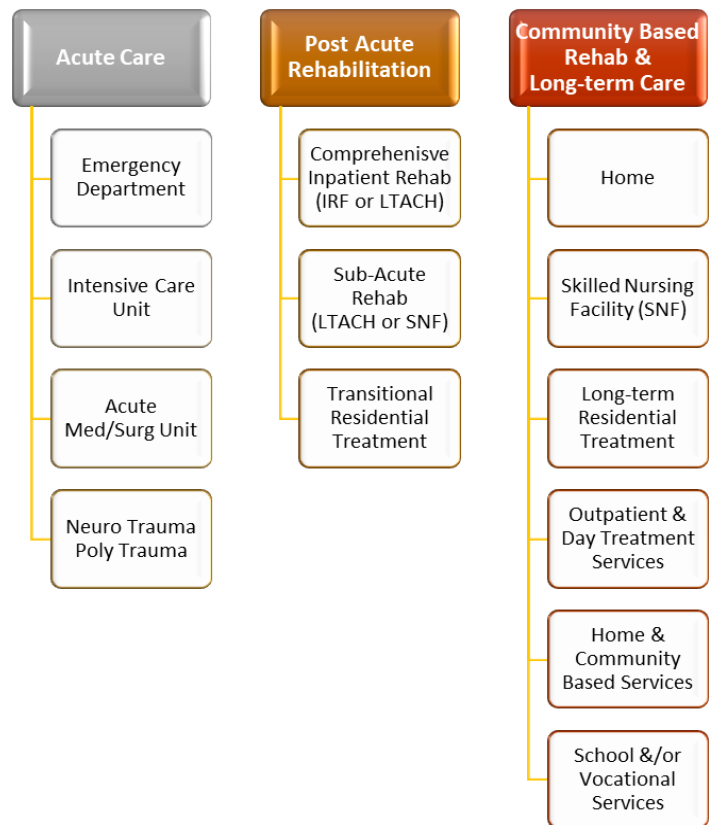 Acute Care
Emergency
Department
Intensive Care
Unit
Acute
Med/Surg Unit
Neuro Trauma
Poly Trauma
Post Acute
Rehabilitation
Comprehenisve
Inpatient Rehab
(IRF or LTACH)
Sub-Acute
Rehab
(LTACH or SNF)
Transitional
Residential
Treatment
Community Based
Rehab &
Long-term Care
Home
Skilled Nursing
Facility (SNF)
Long-term
Residential
Treatment
Outpatient &
Day Treatment
Services
Home &
Community
Based Services
School &/or
Vocational
Services